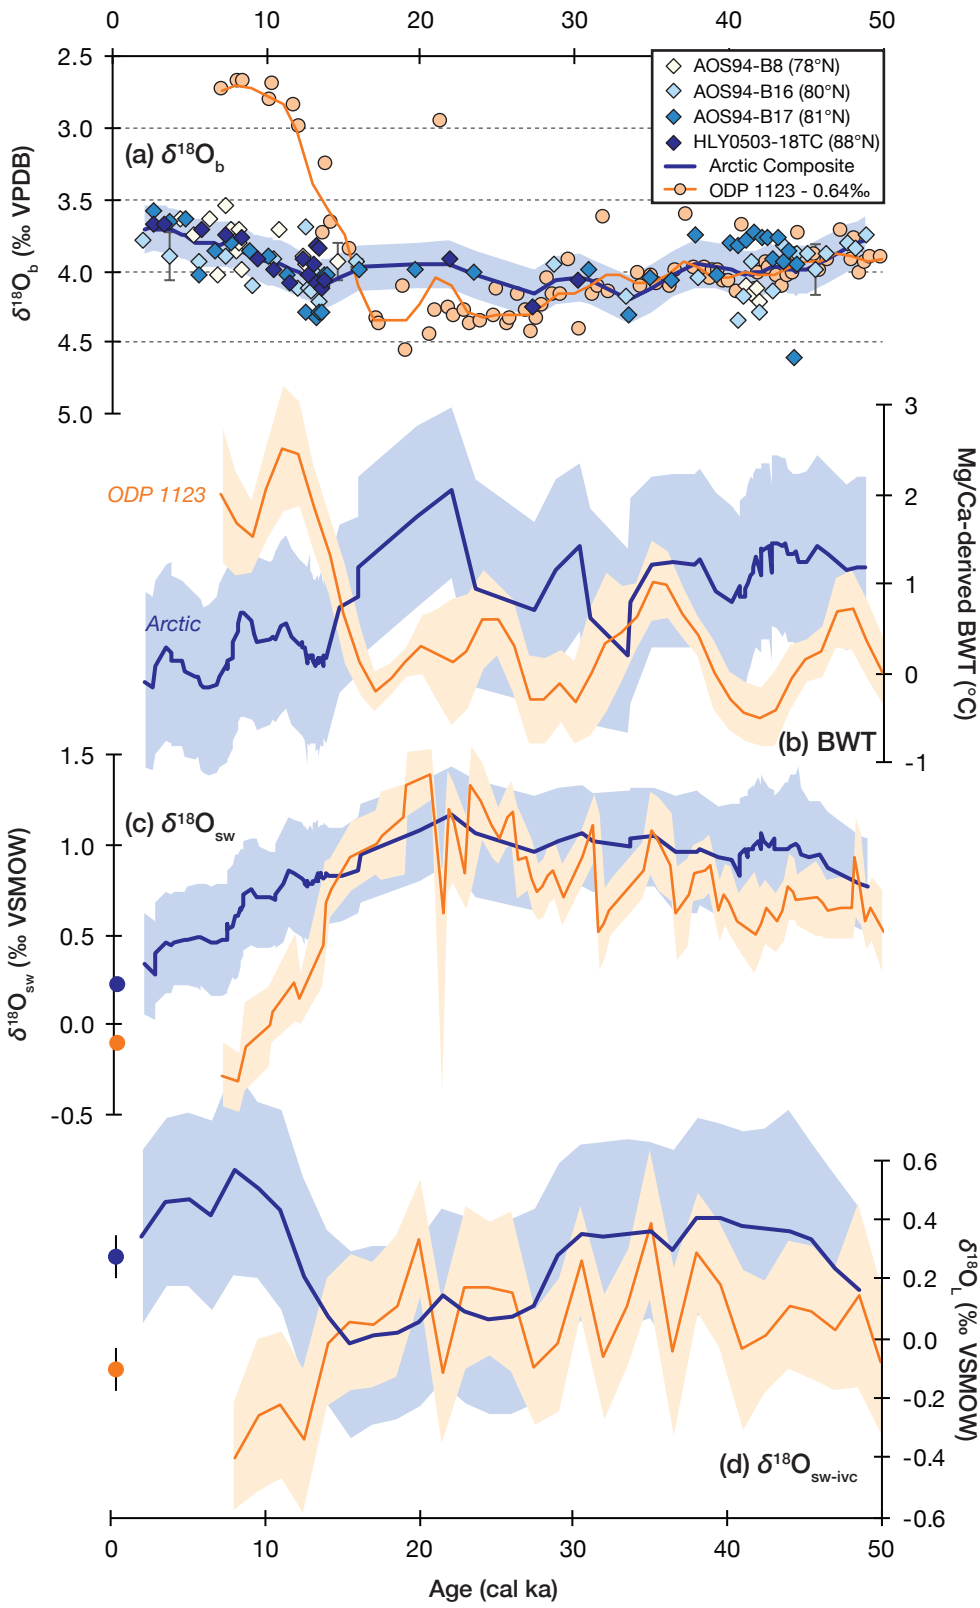 0 10 20 30 40 50
2.5
3.0
3.5
4.0
4.5
5.0
δ18Ob (‰ VPDB)
(a) δ18Ob
AOS94-B8 (78°N)
AOS94-B16 (80°N)
AOS94-B17 (81°N)
HLY0503-18TC (88°N)
Arctic Composite
ODP 1123 - 0.64‰
ODP 1123
Arctic
3
2
1
0
-1
Mg/Ca-derived BWT (°C)
(b) BWT
1.5
1.0
0.5
0.0
-0.5
δ18Osw (‰ VSMOW)
(c) δ18Osw
0.6
0.4
0.2
0.0
-0.2
-0.4
-0.6
δ18OL (‰ VSMOW)
(d) δ18Osw-ivc
0 10 20 30 40 50
Age (cal ka)